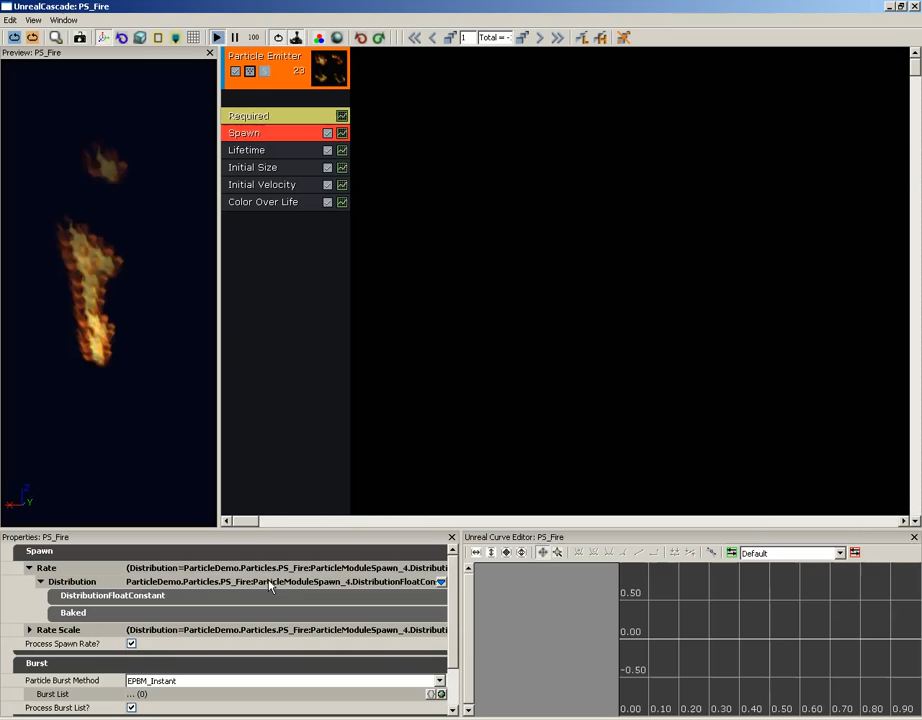 UnrealCascade: PS_Fire
Edit View Window
100
1
Total = -
Preview: PS_Fire
Particle Emitter
23
Required
Spawn
Lifetime
Initial Size
Initial Velocity
Color Over Life
Z
X
Y
Properties: PS_Fire
Spawn
Rate (Distribution=ParticleDemo.Particles.PS_Fire:ParticleModuleSpawn_4.Distributi
Distribution ParticleDemo.Particles.PS_Fire:ParticleModuleSpawn_4.DistributionFloatCon
DistributionFloatConstant
Baked
Rate Scale (Distribution=ParticleDemo.Particles.PS_Fire:ParticleModuleSpawn_4.Distributi
Process Spawn Rate?
Burst
Particle Burst Method EPBM_Instant
Burst List ... (0)
Process Burst List?
Unreal Curve Editor: PS_Fire
Default
0.50
0.00
-0.50
0.00 0.10 0.20 0.30 0.40 0.50 0.60 0.70 0.80 0.90